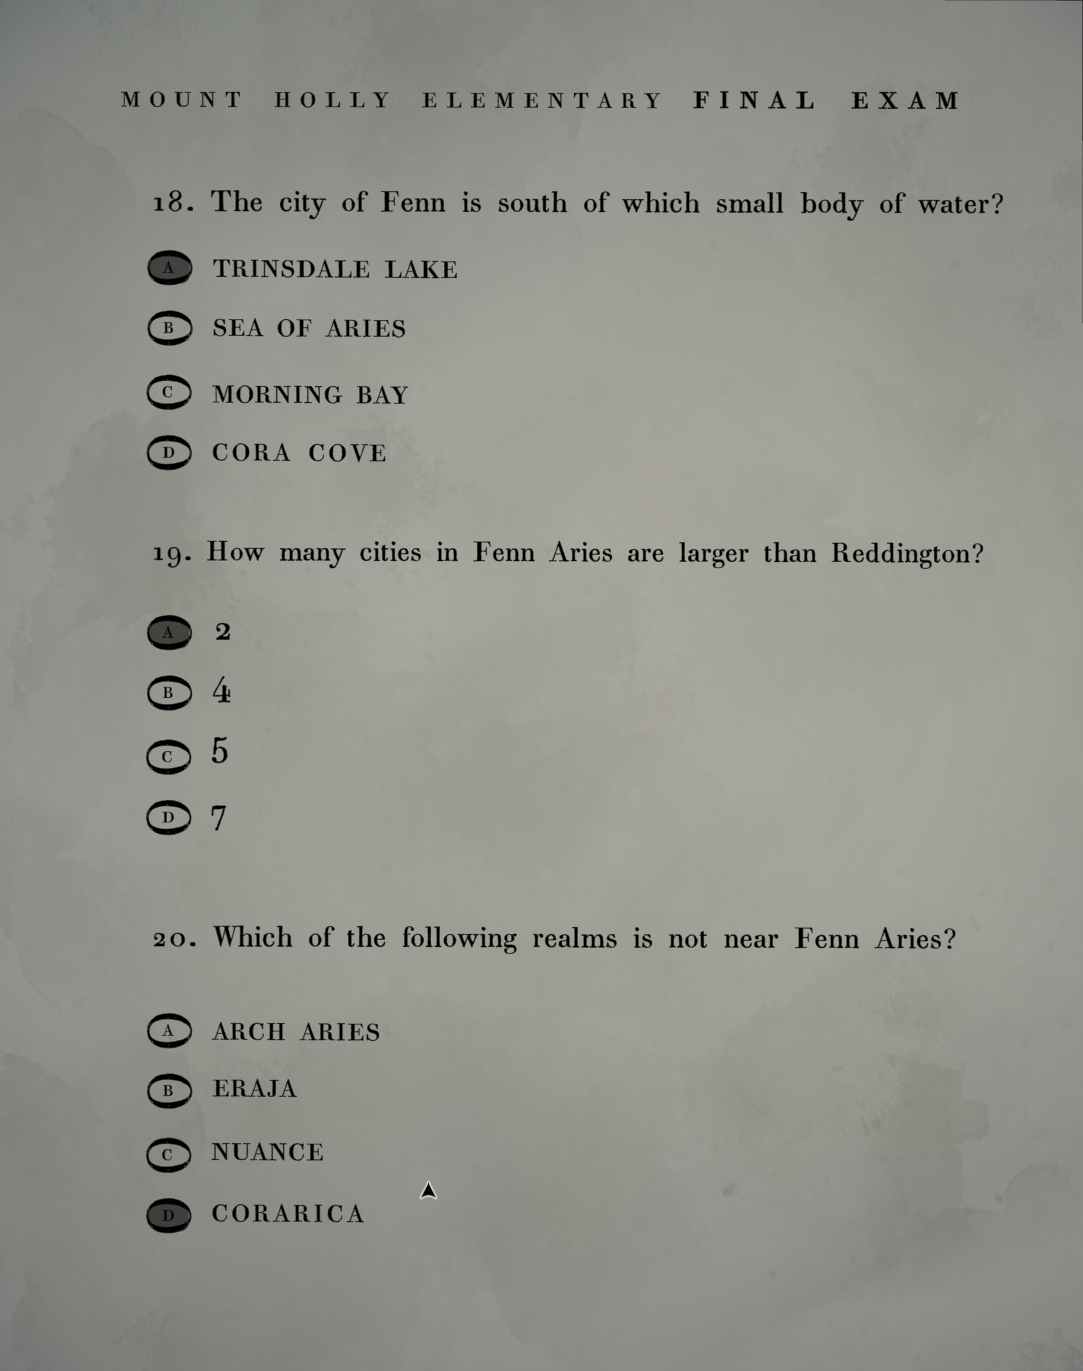 MOUNT HOLLY ELEMENTARY FINAL EXAM
18. The city of Fenn is south of which small body of water?
A TRINSDALE LAKE
B SEA OF ARIES
C MORNING BAY
D CORA COVE
19. How many cities in Fenn Aries are larger than Reddington?
A 2
B 4
C 5
D 7
20. Which of the following realms is not near Fenn Aries?
A ARCH ARIES
B ERAJA
C NUANCE
D CORARICA